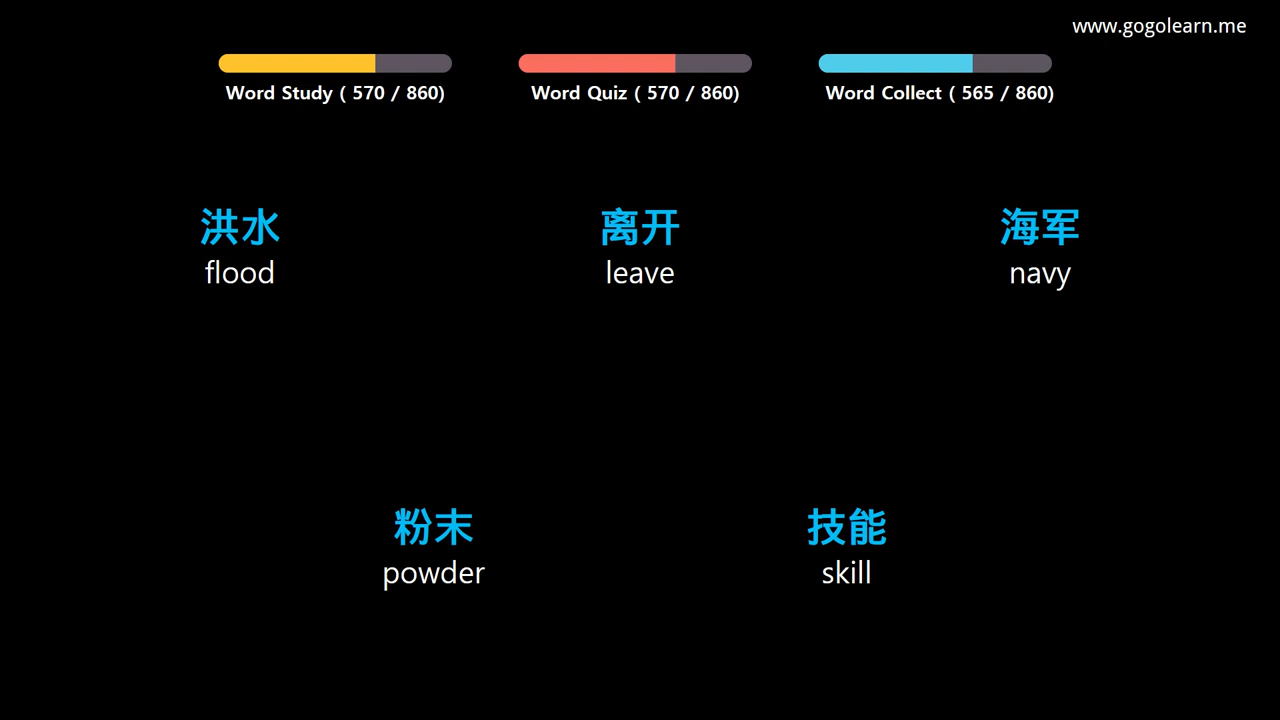 www.gogolearn.me
Word Study ( 570 / 860)
Word Quiz ( 570 / 860)
Word Collect ( 565 / 860)
洪水
flood
离开
leave
海军
navy
粉末
powder
技能
skill